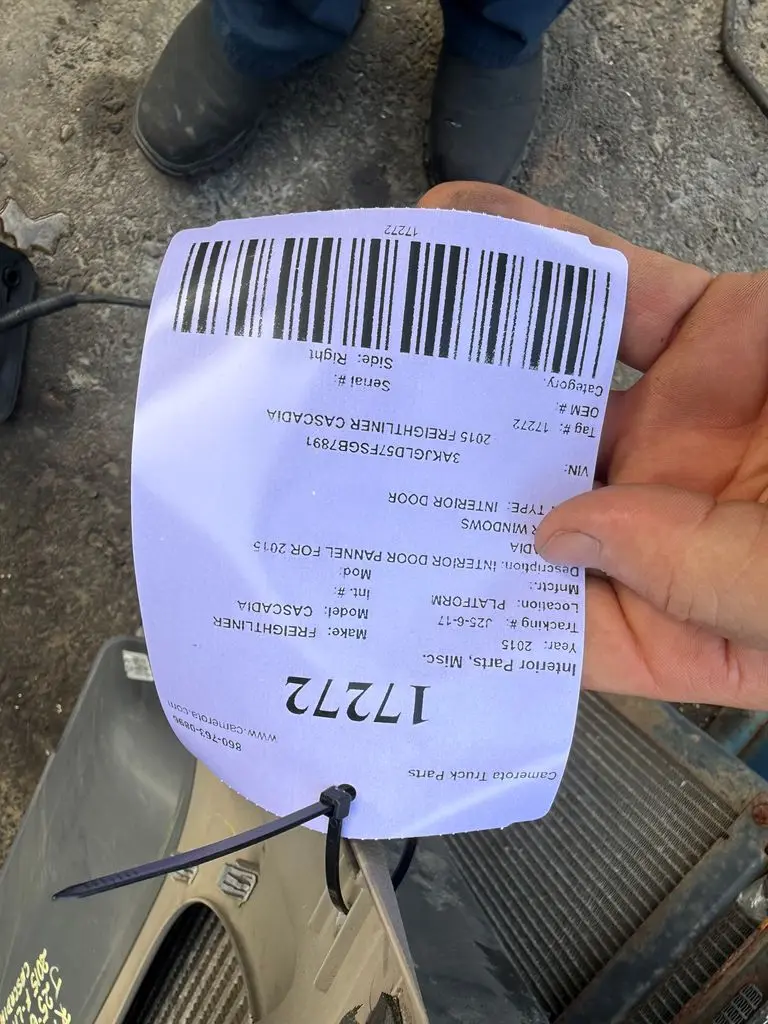 Camerota Truck Parts
860-763-0896
www.camerota.com
17272
Interior Parts, Misc.
Year: 2015
Make: FREIGHTLINER
Tracking #: J25-6-17
Model: CASCADIA
Location: PLATFORM
Int.#:
Mnfctr.:
Mod:
Description: INTERIOR DOOR PANNEL FOR 2015
ADIA
R WINDOWS
TYPE: INTERIOR DOOR
VIN:
3AKJGLD57FSGB7891
Tag #: 17272
2015 FREIGHTLINER CASCADIA
OEM #:
Serial #:
Category:
Side: Right
17272
2015